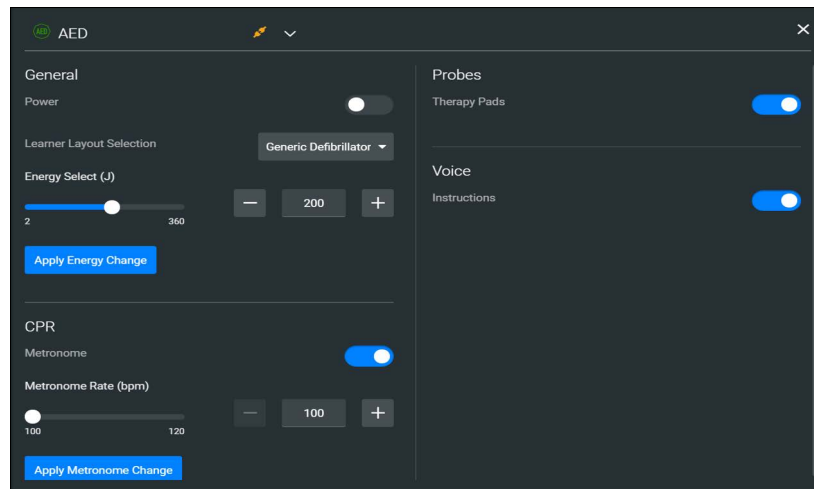 AED AED
General
Power
Learner Layout Selection
Generic Defibrillator
Energy Select (J)
200
2 360
Apply Energy Change
CPR
Metronome
Metronome Rate (bpm)
100
100 120
Apply Metronome Change
Probes
Therapy Pads
Voice
Instructions